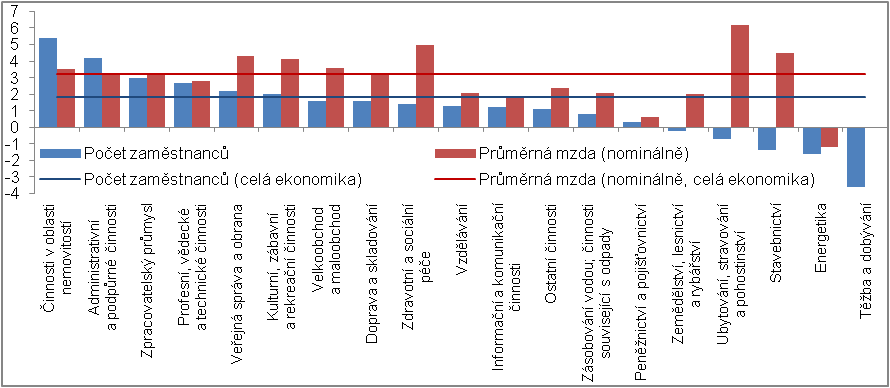 7
6
5
4
3
2
1
0
-1
-2
-3
-4
Počet zaměstnanců
Průměrná mzda (nominálně)
Počet zaměstnanců (celá ekonomika)
Průměrná mzda (nominálně, celá ekonomika)
Činnosti v oblasti
nemovitostí
Administrativní
a podpůrné činnosti
Zpracovatelský průmysl
Profesní, vědecké
a technické činnosti
Veřejná správa a obrana
Kulturní, zábavní
a rekreační činnosti
Velkoobchod
a maloobchod
Doprava a skladování
Zdravotní a sociální
péče
Vzdělávání
Informační a komunikační
činnosti
Ostatní činnosti
Zásobování vodou; činnosti
související s odpady
Peněžnictví a pojišťovnictví
Zemědělství, lesnictví
a rybářství
Ubytování, stravování
a pohostinství
Stavebnictví
Energetika
Těžba a dobývání